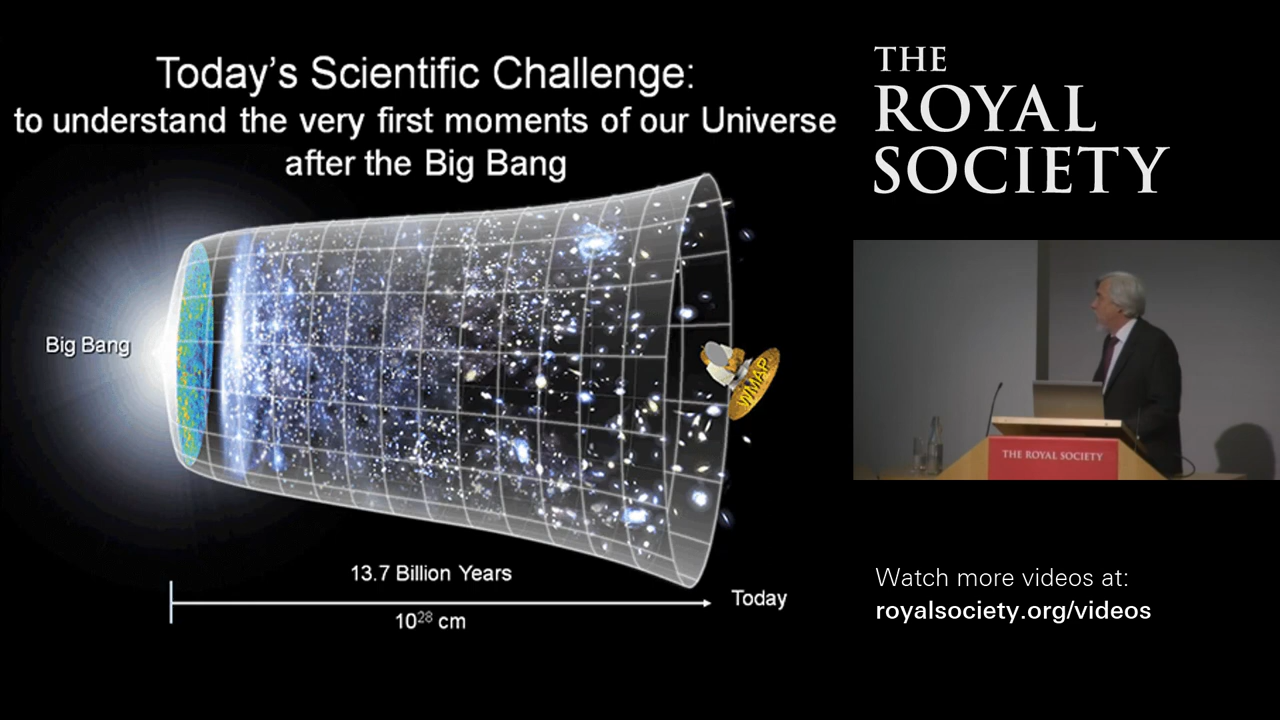 Today's Scientific Challenge:
to understand the very first moments of our Universe
after the Big Bang
Big Bang
WMAP
13.7 Billion Years
10²⁸ cm
Today
THE
ROYAL
SOCIETY
THE ROYAL SOCIETY
Watch more videos at:
royalsociety.org/videos